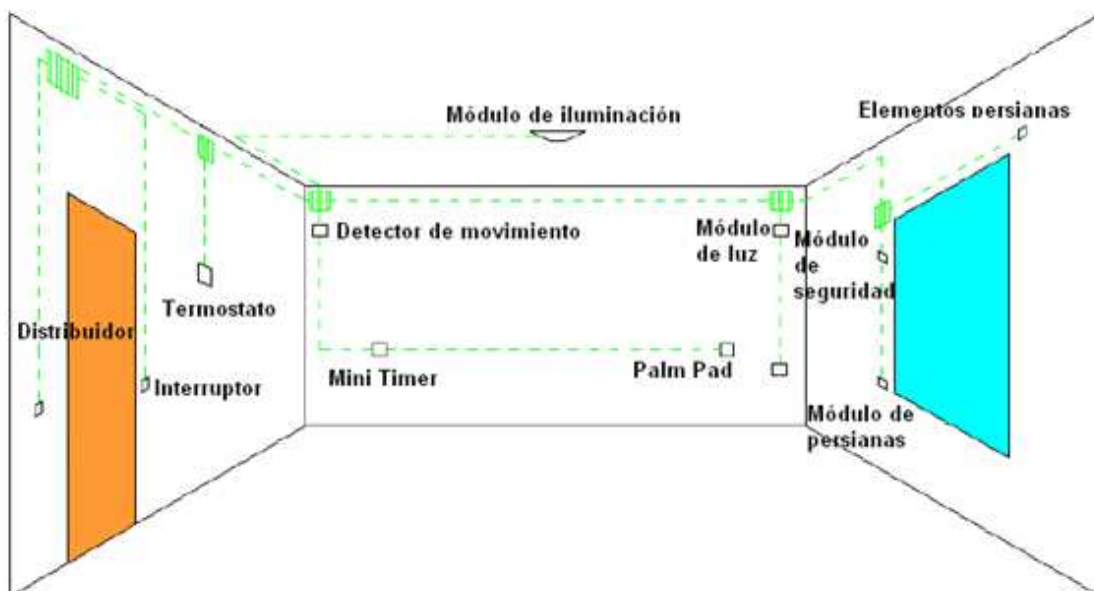 Módulo de iluminación
Elementos persianas
Detector de movimiento
Módulo
de luz
Módulo
de
seguridad
Termostato
Distribuidor
Interruptor
Mini Timer
Palm Pad
Módulo de
persianas